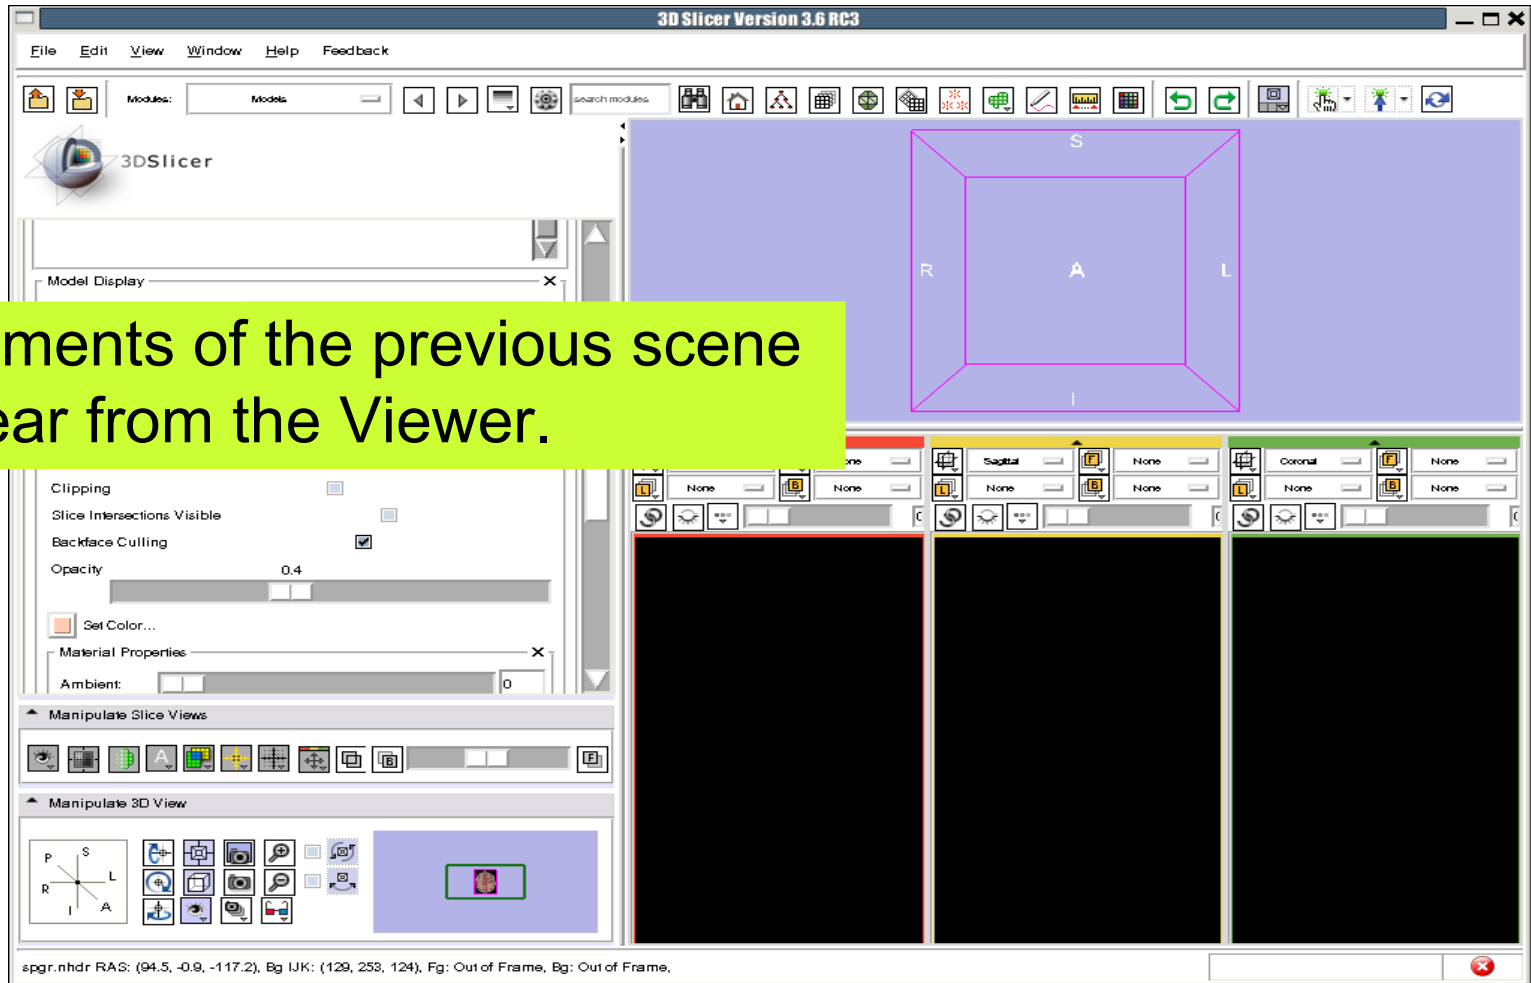 3D Slicer Version 3.6 RC3
File Edit View Window Help Feedback
Modules: Models search modules
3DSlicer
S
R A L
I
Model Display
ments of the previous scene
ear from the Viewer.
Clipping
Slice Intersections Visible
Backface Culling
Opacity 0.4
Set Color...
Material Properties
Ambient: 0
Sagittal F None Coronal F None
L None B None L None B None L None B None
Manipulate Slice Views
A B F
Manipulate 3D View
P S
R L
I A
spgr.nhdr RAS: (94.5, -0.9, -117.2), Bg IJK: (129, 253, 124), Fg: Out of Frame, Bg: Out of Frame,